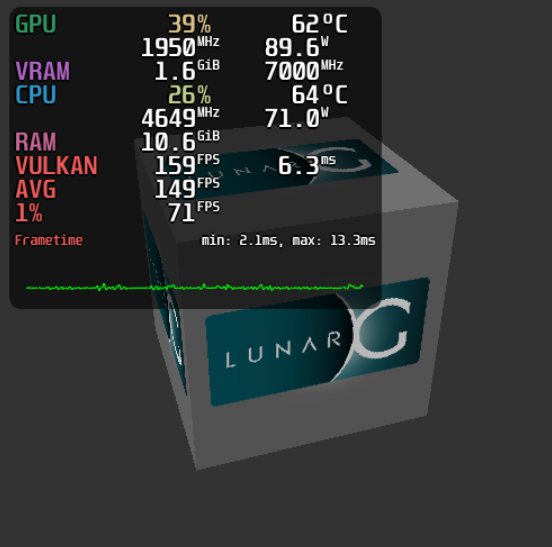 GPU 39% 62°C
1950MHz 89.6W
VRAM 1.6GiB 7000MHz
CPU 26% 64°C
4649MHz 71.0W
RAM 10.6GiB
VULKAN 159FPS 6.3ms
AVG 149FPS
1% 71FPS
Frametime min: 2.1ms, max: 13.3ms
LUNAR G
LUNAR G